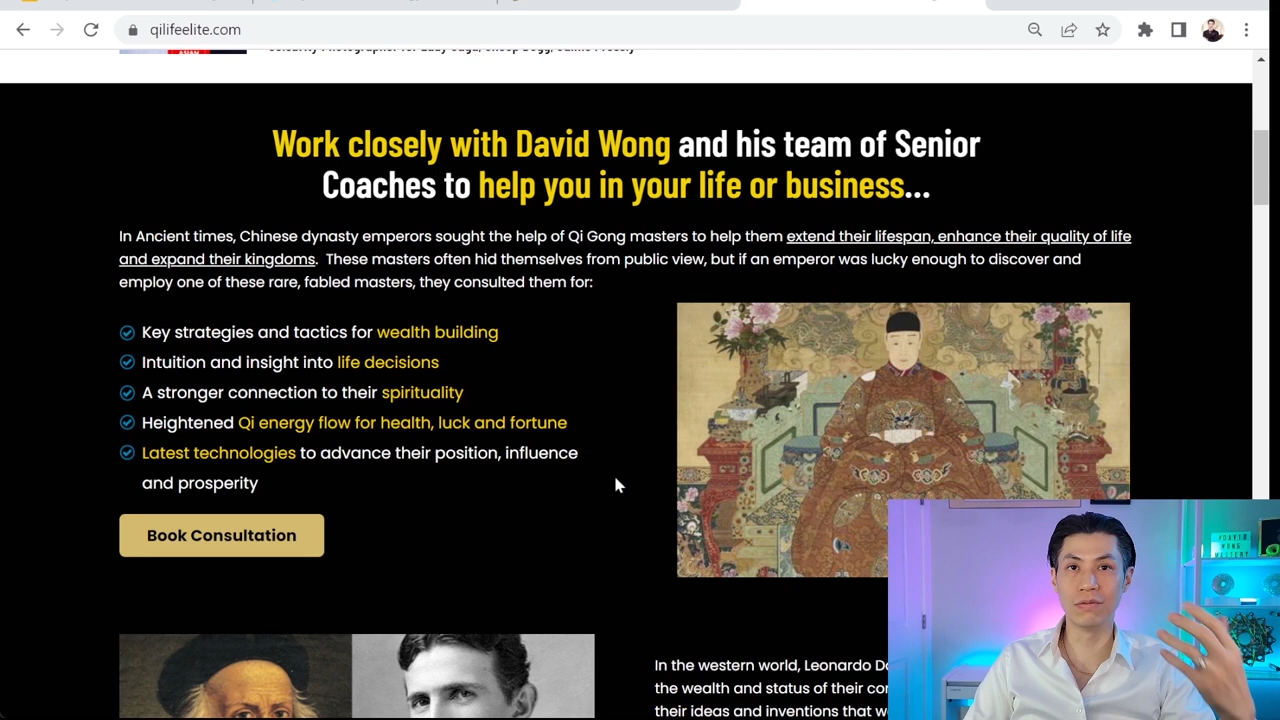 qilifeelite.com
Work closely with David Wong and his team of Senior
Coaches to help you in your life or business...
In Ancient times, Chinese dynasty emperors sought the help of Qi Gong masters to help them extend their lifespan, enhance their quality of life
and expand their kingdoms. These masters often hid themselves from public view, but if an emperor was lucky enough to discover and
employ one of these rare, fabled masters, they consulted them for:
Key strategies and tactics for wealth building
Intuition and insight into life decisions
A stronger connection to their spirituality
Heightened Qi energy flow for health, luck and fortune
Latest technologies to advance their position, influence
and prosperity
Book Consultation
#DAVID
WONG
MASTERY
In the western world, Leonardo D
the wealth and status of their co
their ideas and inventions that w